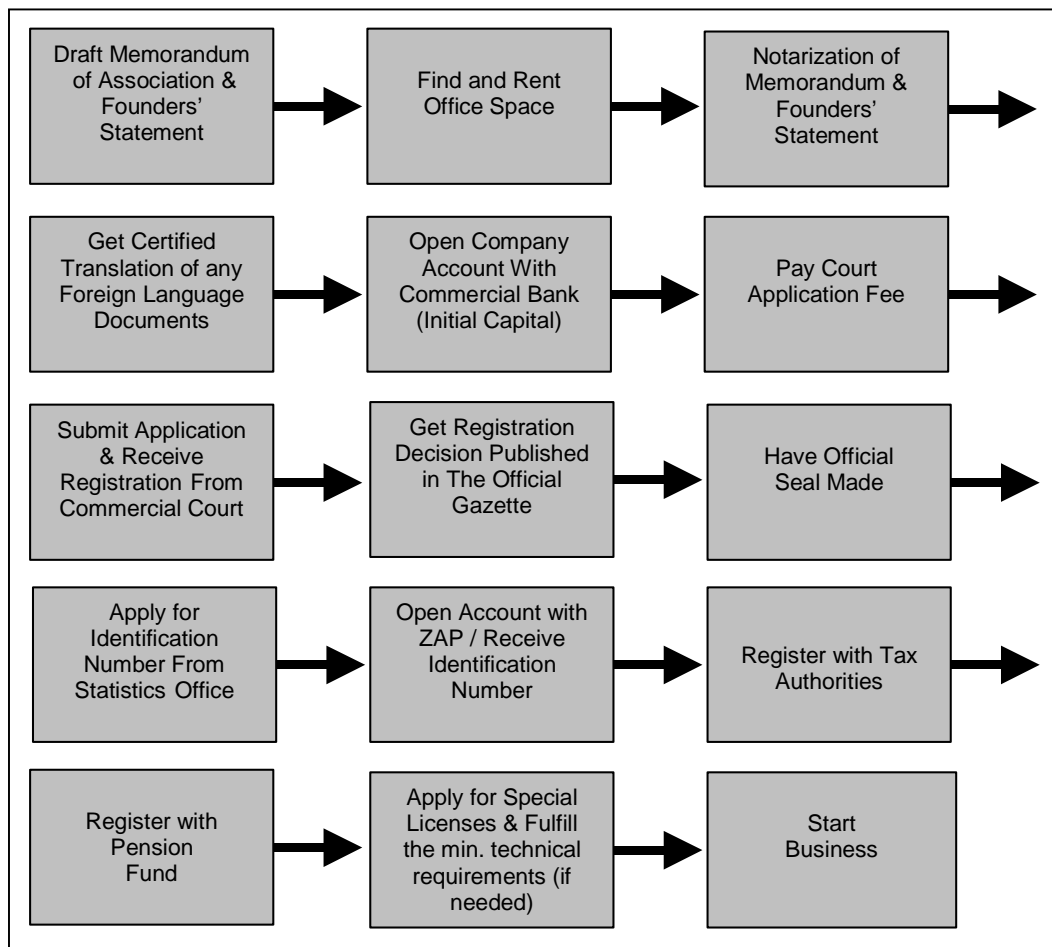 Draft Memorandum
of Association &
Founders’
Statement
Find and Rent
Office Space
Notarization of
Memorandum &
Founders’
Statement
Get Certified
Translation of any
Foreign Language
Documents
Open Company
Account With
Commercial Bank
(Initial Capital)
Pay Court
Application Fee
Submit Application
& Receive
Registration From
Commercial Court
Get Registration
Decision Published
in The Official
Gazette
Have Official
Seal Made
Apply for
Identification
Number From
Statistics Office
Open Account with
ZAP / Receive
Identification
Number
Register with Tax
Authorities
Register with
Pension
Fund
Apply for Special
Licenses & Fulfill
the min. technical
requirements (if
needed)
Start
Business